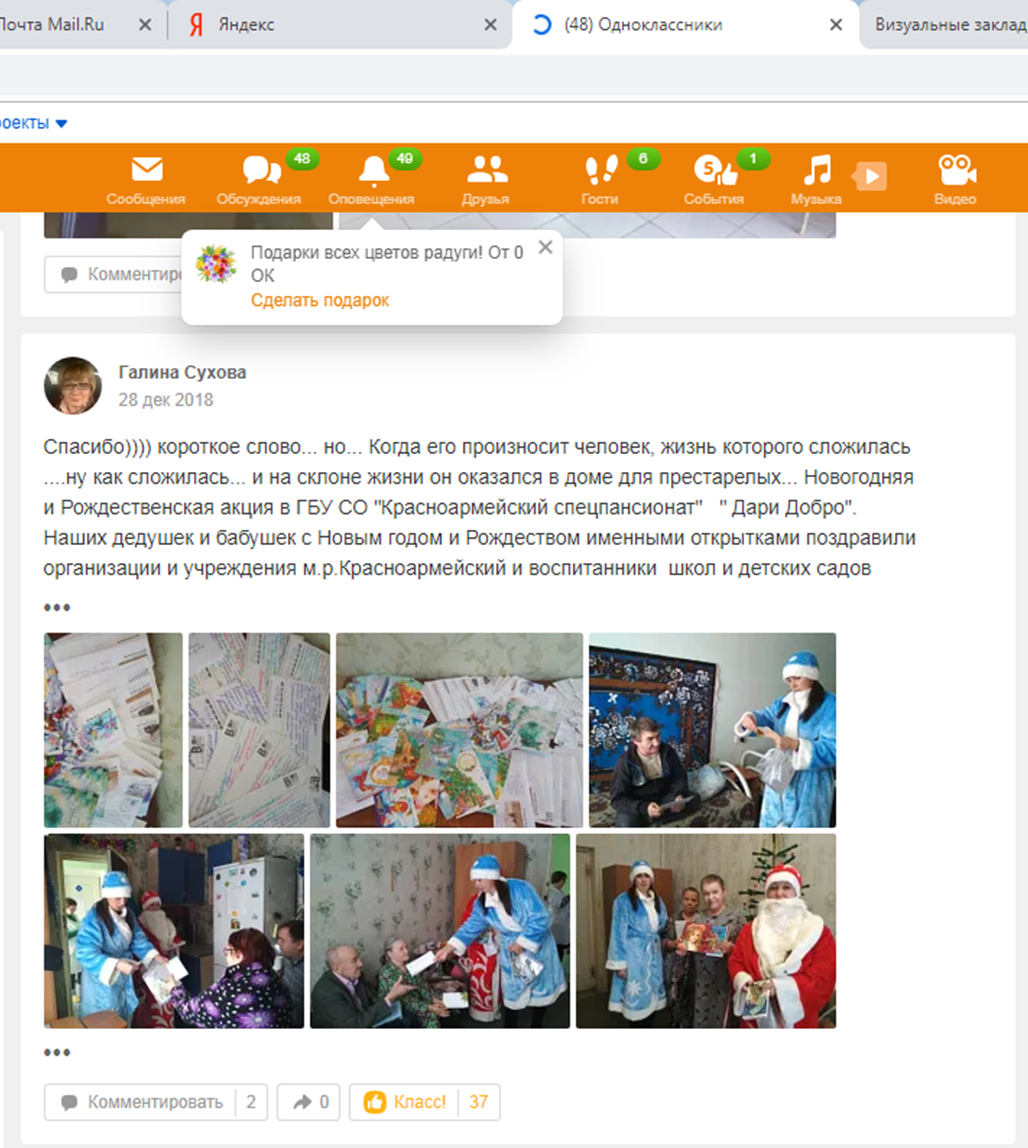 Почта Mail.Ru
Яндекс
(48) Одноклассники
Визуальные заклад
роекты
48
49
6
5
1
Сообщения
Обсуждения
Оповещения
Друзья
Гости
События
Музыка
Видео
Подарки всех цветов радуги! От 0
ОК
Сделать подарок
Комментиро
Галина Сухова
28 дек 2018
Спасибо)))) короткое слово... но... Когда его произносит человек, жизнь которого сложилась
....ну как сложилась... и на склоне жизни он оказался в доме для престарелых... Новогодняя
и Рождественская акция в ГБУ СО "Красноармейский спецпансионат"   " Дари Добро".
Наших дедушек и бабушек с Новым годом и Рождеством именными открытками поздравили
организации и учреждения м.р.Красноармейский и воспитанники  школ и детских садов
•••
•••
Комментировать 2
0
Класс! 37